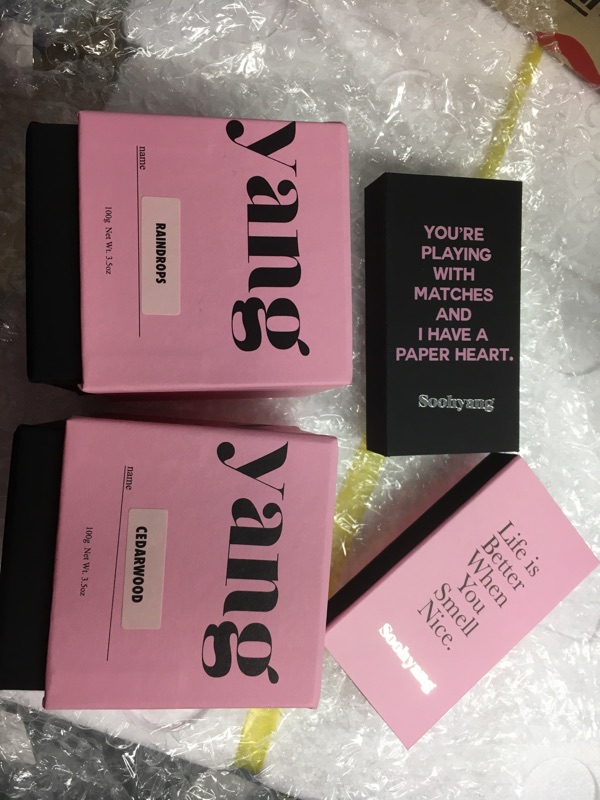 yang
name
RAINDROPS
100g Net Wt. 3.5oz
yang
name
CEDARWOOD
100g Net Wt. 3.5oz
YOU'RE
PLAYING
WITH
MATCHES
AND
I HAVE A
PAPER HEART.
Soohyang
Life is
Better
When
You
Smell
Nice.
Soohyang